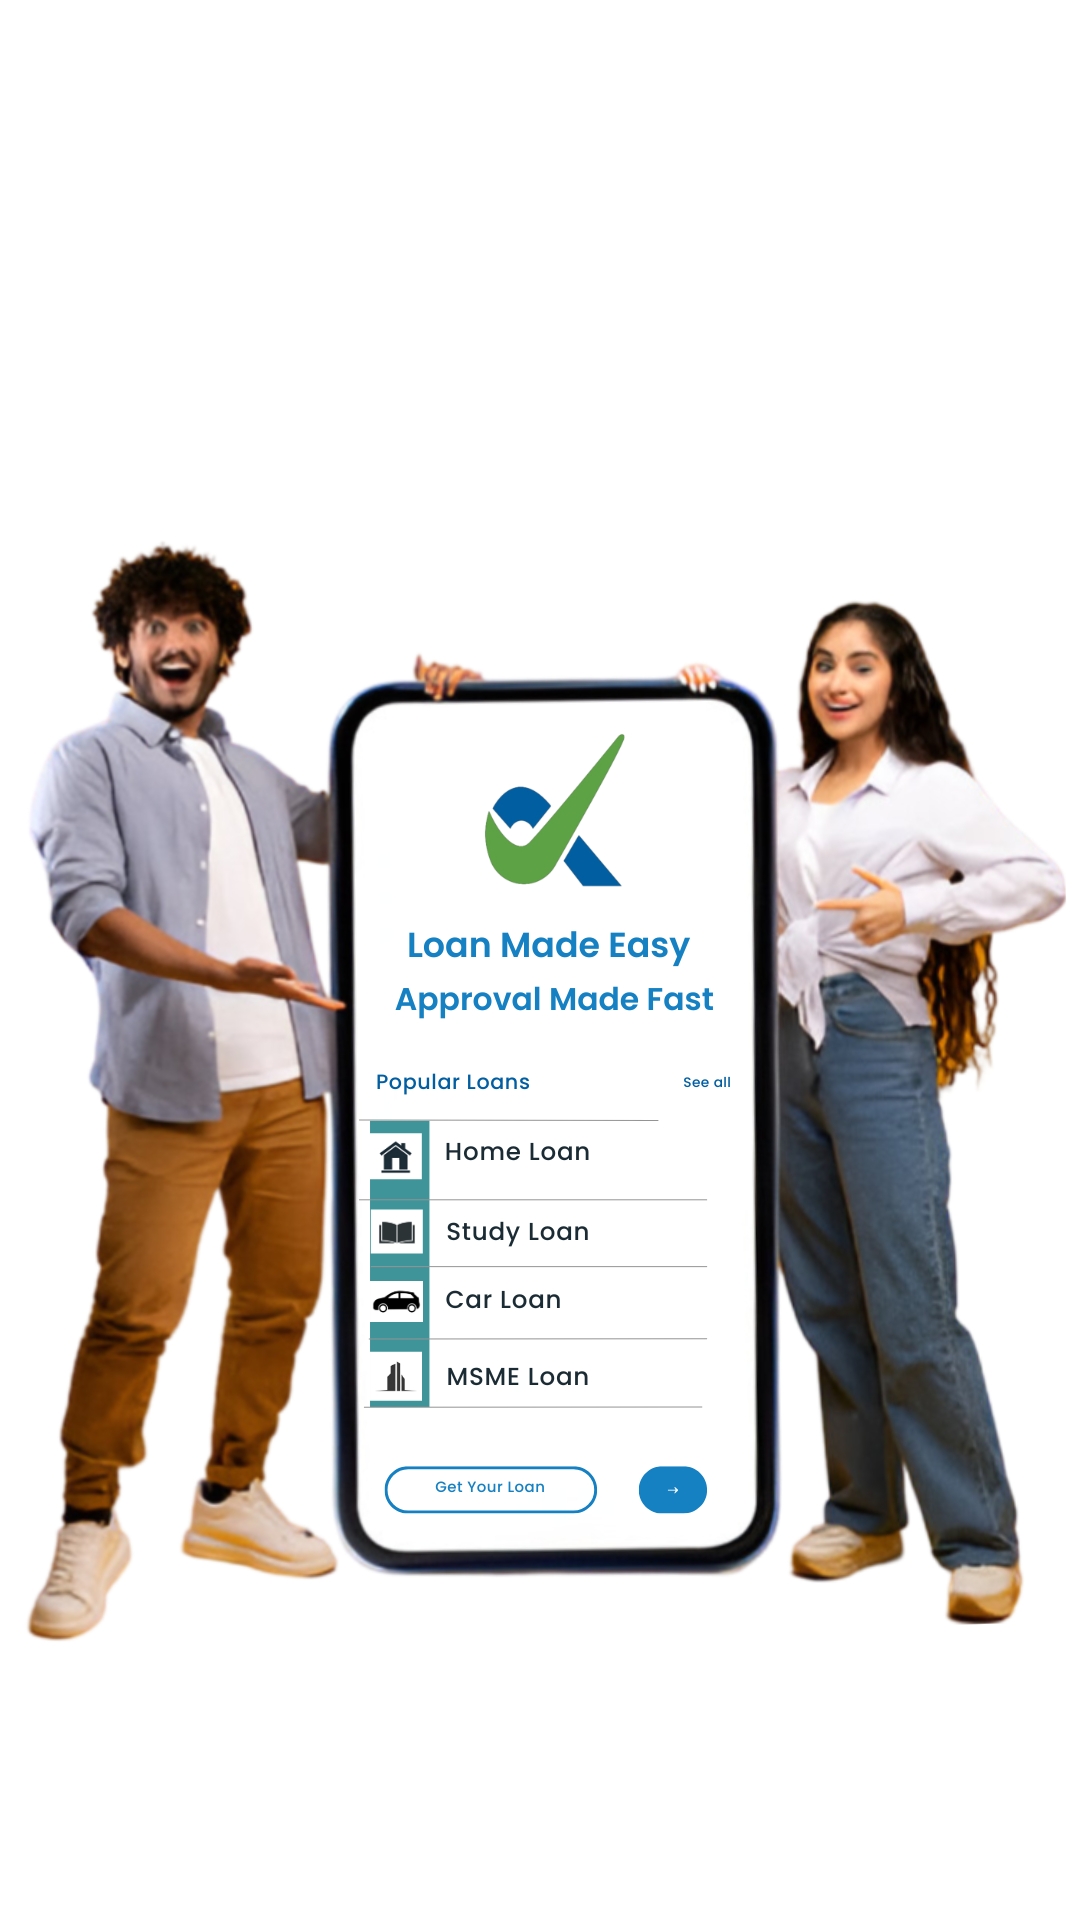 Loan Made Easy
Approval Made Fast
Popular Loans
See all
Home Loan
Study Loan
Car Loan
MSME Loan
Get Your Loan
→